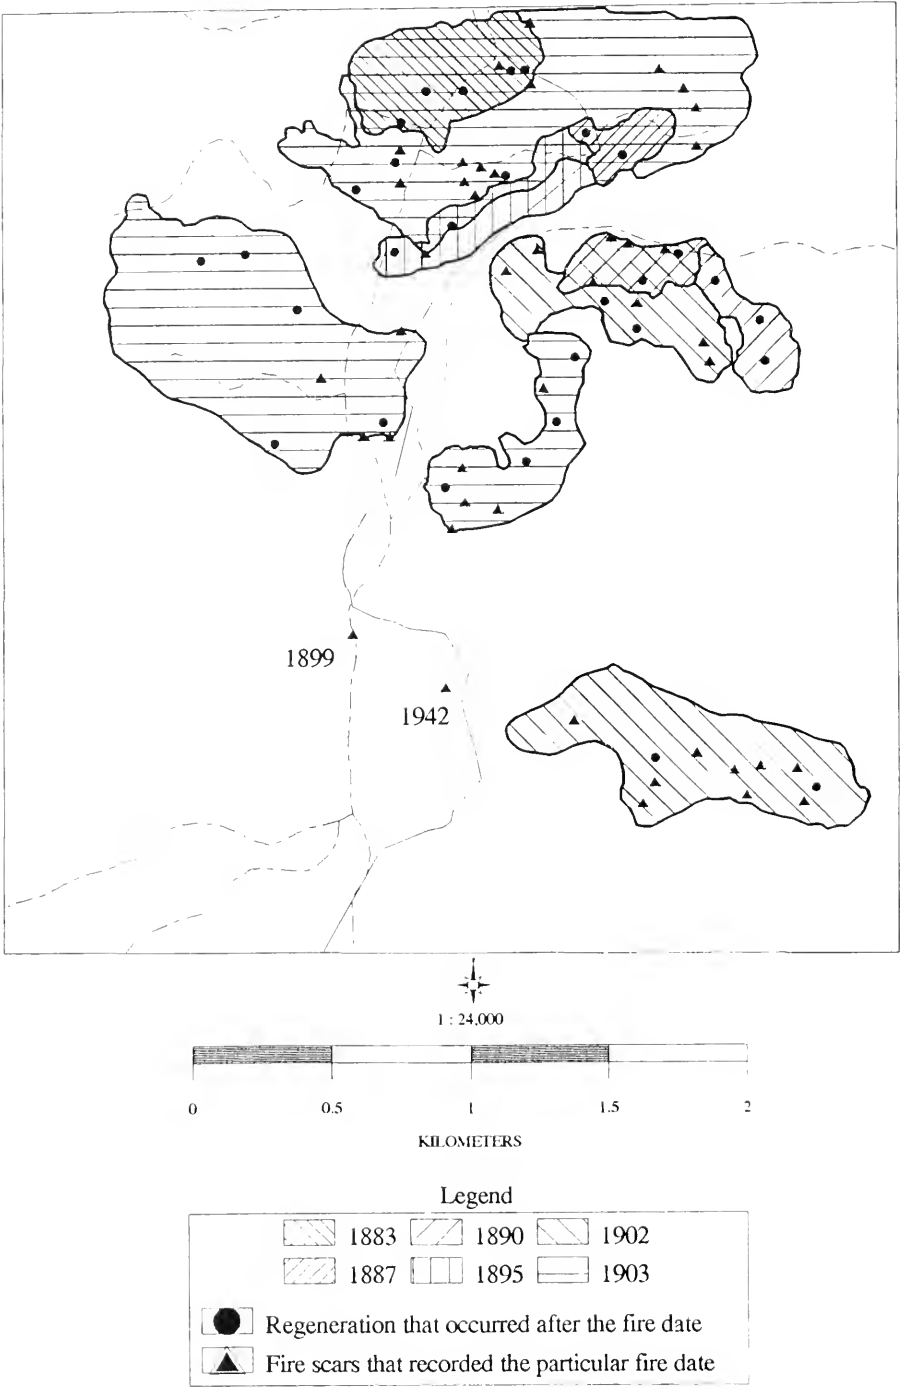 1899
1942
1 : 24,000
0 0.5 1 1.5 2
KILOMETERS
Legend
1883 1890 1902
1887 1895 1903
Regeneration that occurred after the fire date
Fire scars that recorded the particular fire date